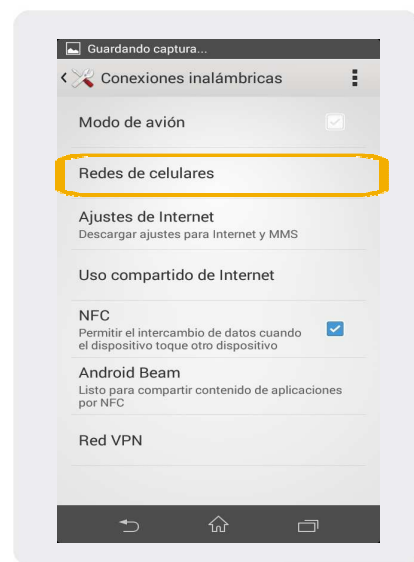 Guardando captura...
Conexiones inalámbricas
Modo de avión
Redes de celulares
Ajustes de Internet
Descargar ajustes para Internet y MMS
Uso compartido de Internet
NFC
Permitir el intercambio de datos cuando
el dispositivo toque otro dispositivo
Android Beam
Listo para compartir contenido de aplicaciones
por NFC
Red VPN